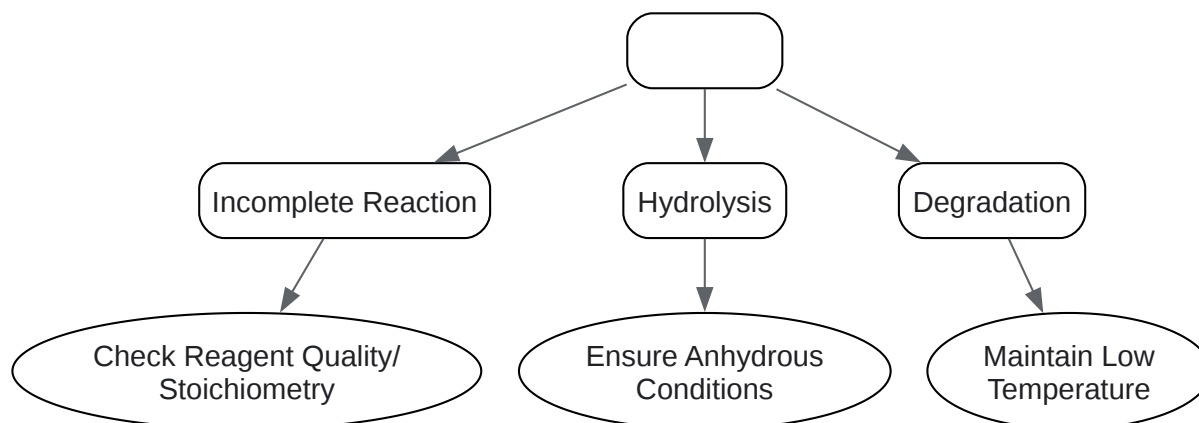 Incomplete Reaction
Hydrolysis
Degradation
Check Reagent Quality/
Stoichiometry
Ensure Anhydrous
Conditions
Maintain Low
Temperature